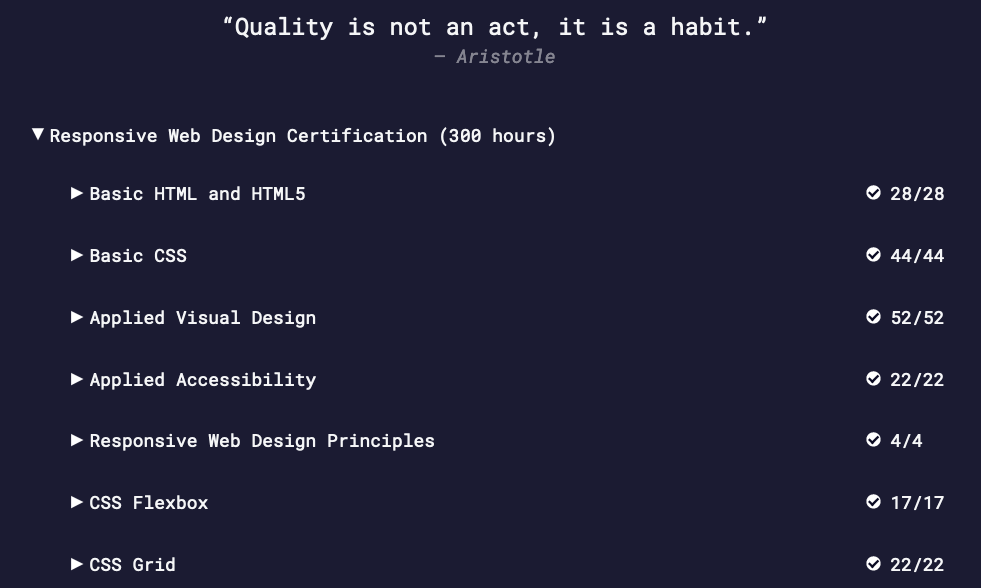 “Quality is not an act, it is a habit.”
— Aristotle
Responsive Web Design Certification (300 hours)
Basic HTML and HTML5 28/28
Basic CSS 44/44
Applied Visual Design 52/52
Applied Accessibility 22/22
Responsive Web Design Principles 4/4
CSS Flexbox 17/17
CSS Grid 22/22